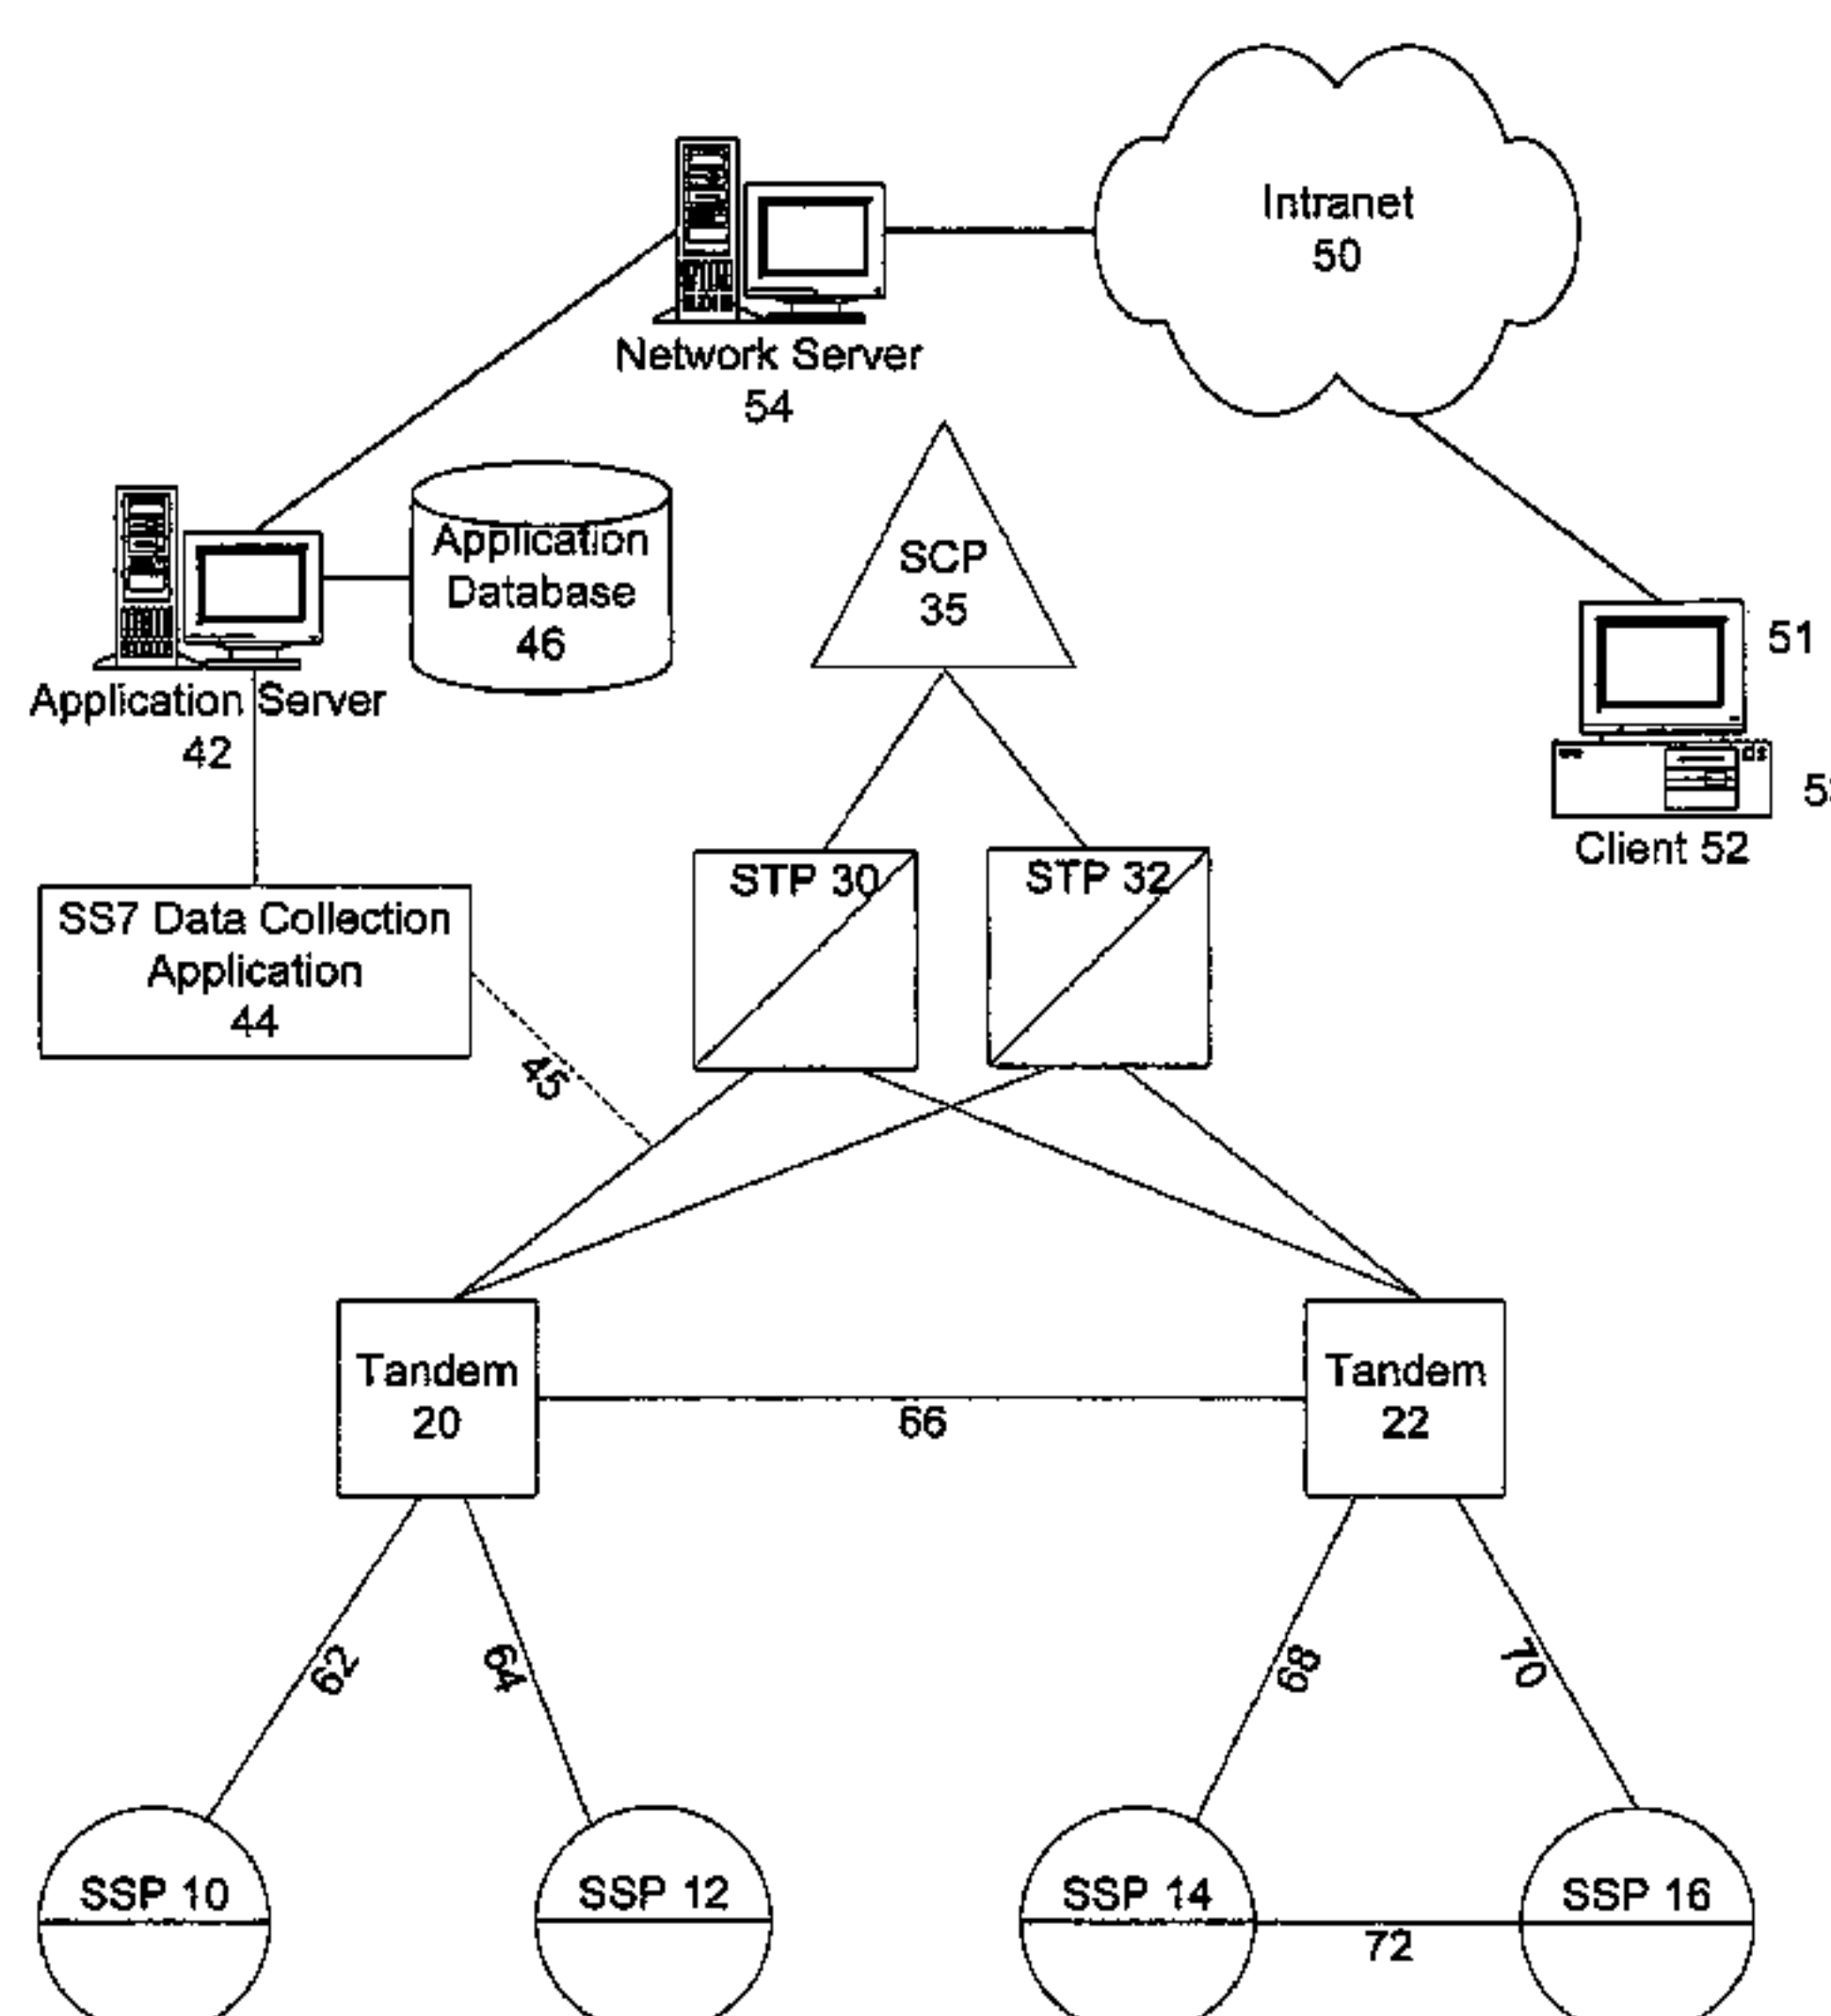 Intranet
50
Network Server
54
Application
Database
46
SCP
35
51
Application Server
42
Client 52
STP 30
STP 32
SS7 Data Collection
Application
44
45
Tandem
20
Tandem
22
66
62
64
68
70
SSP 10
SSP 12
SSP 14
SSP 16
72